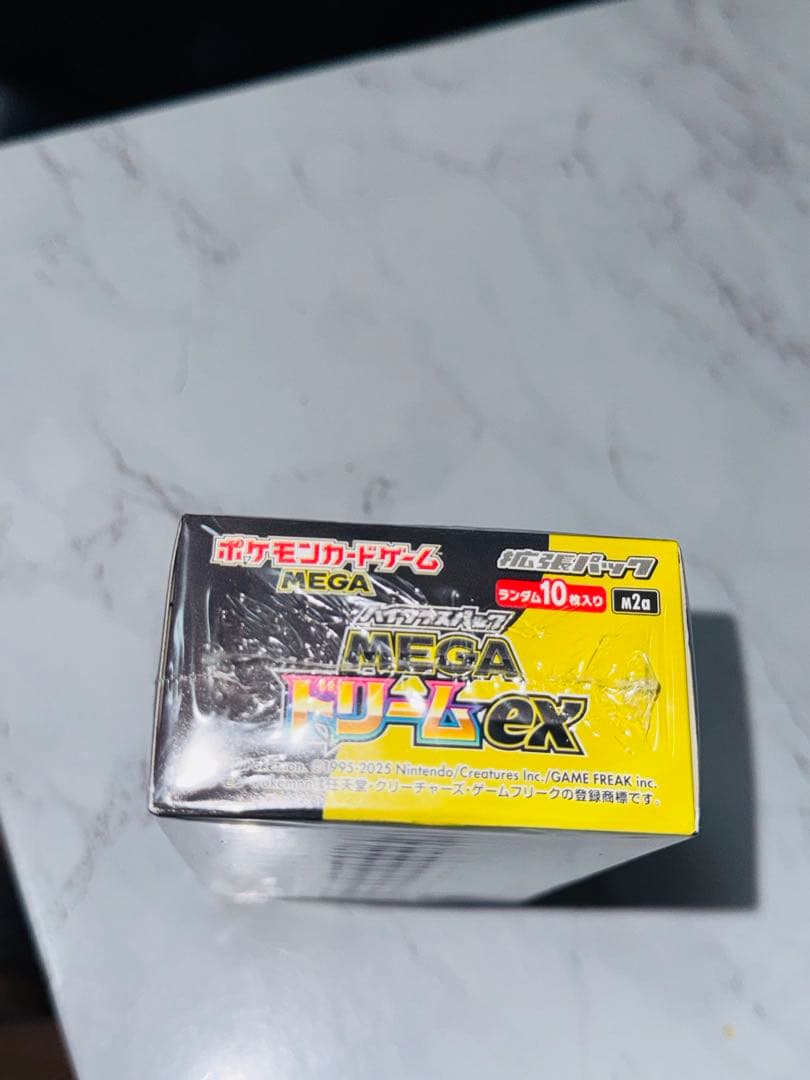 ポケモンカードゲーム
MEGA
拡張パック
ランダム10枚入り
M2a
ハイクラスパック
MEGA
ドリームex
©1995-2025 Nintendo/Creatures Inc./GAME FREAK inc.
任天堂・クリーチャーズ・ゲームフリークの登録商標です。